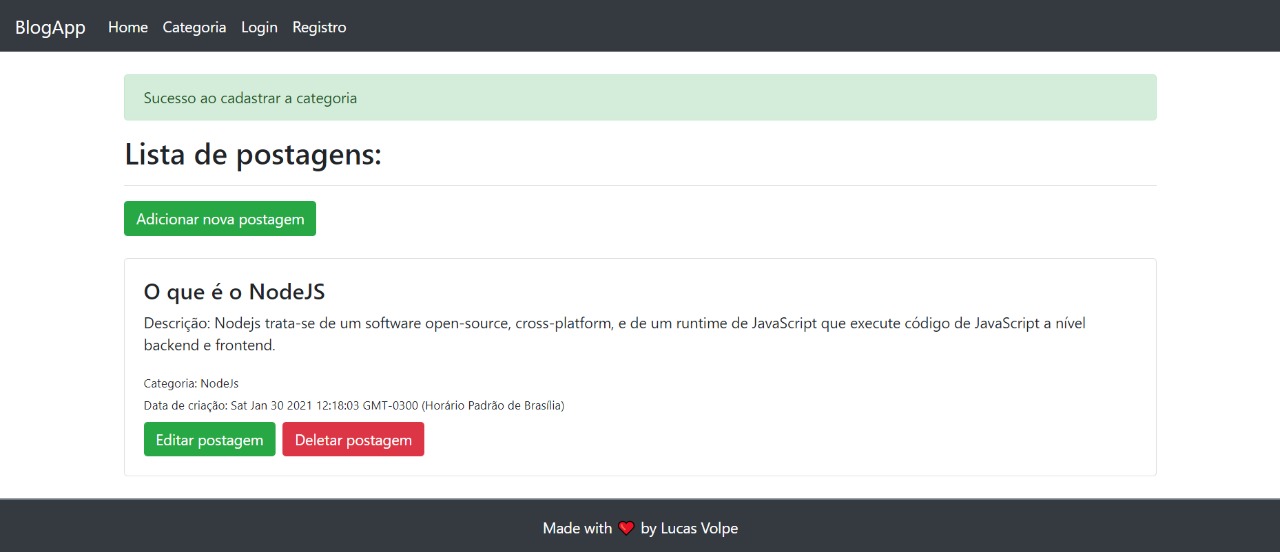 BlogApp Home Categoria Login Registro
Sucesso ao cadastrar a categoria
Lista de postagens:
Adicionar nova postagem
O que é o NodeJS
Descrição: Nodejs trata-se de um software open-source, cross-platform, e de um runtime de JavaScript que execute código de JavaScript a nível
backend e frontend.
Categoria: NodeJs
Data de criação: Sat Jan 30 2021 12:18:03 GMT-0300 (Horário Padrão de Brasília)
Editar postagem Deletar postagem
Made with ❤ by Lucas Volpe